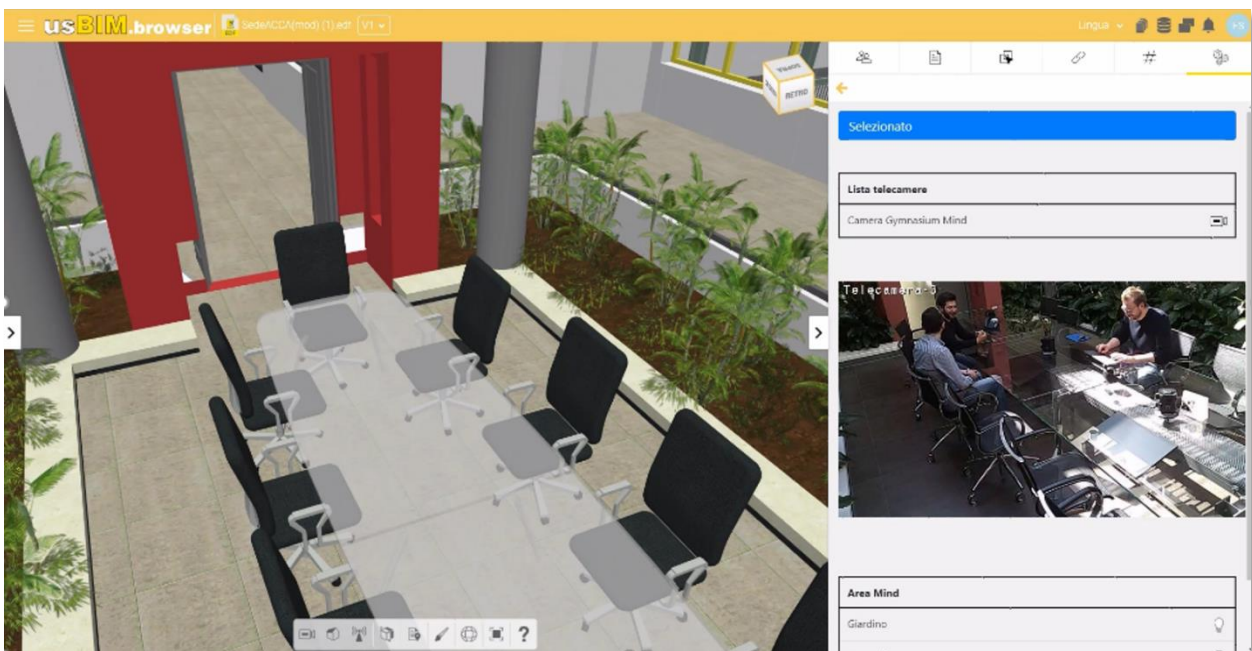 usBIM.browser
EDF
SedeACCA(mod) (1).edf
V1
Lingua
RETRO
Selezionato
Lista telecamere
Camera Gymnasium Mind
Telecamera-3
Area Mind
Giardino
?